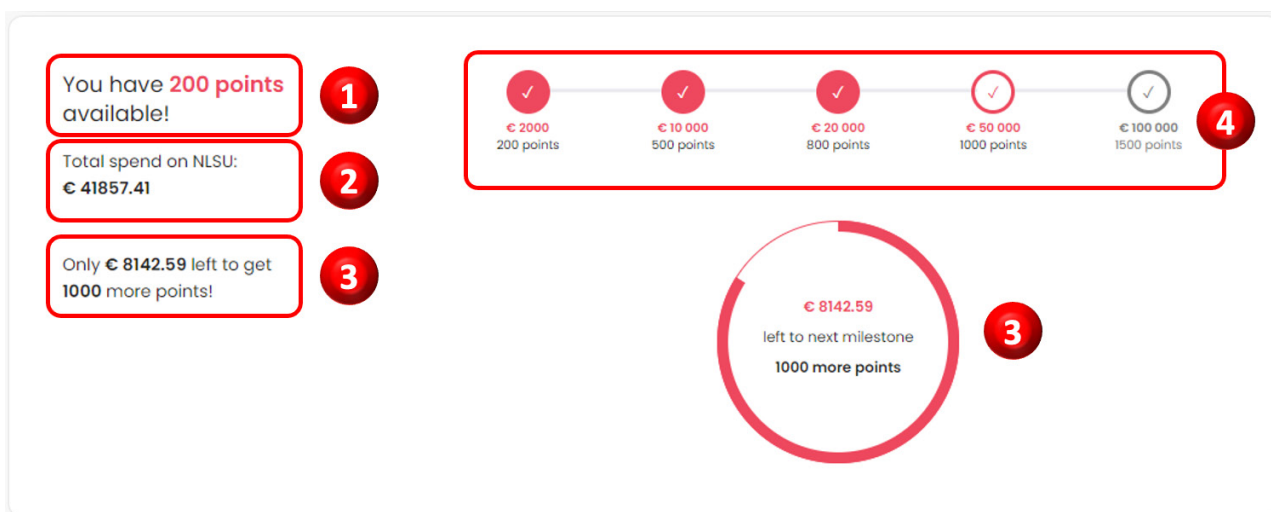 You have 200 points
available!
1
Total spend on NLSU:
€ 41857.41
2
Only € 8142.59 left to get
1000 more points!
3
€ 2000
200 points
€ 10 000
500 points
€ 20 000
800 points
€ 50 000
1000 points
€ 100 000
1500 points
4
€ 8142.59
left to next milestone
1000 more points
3